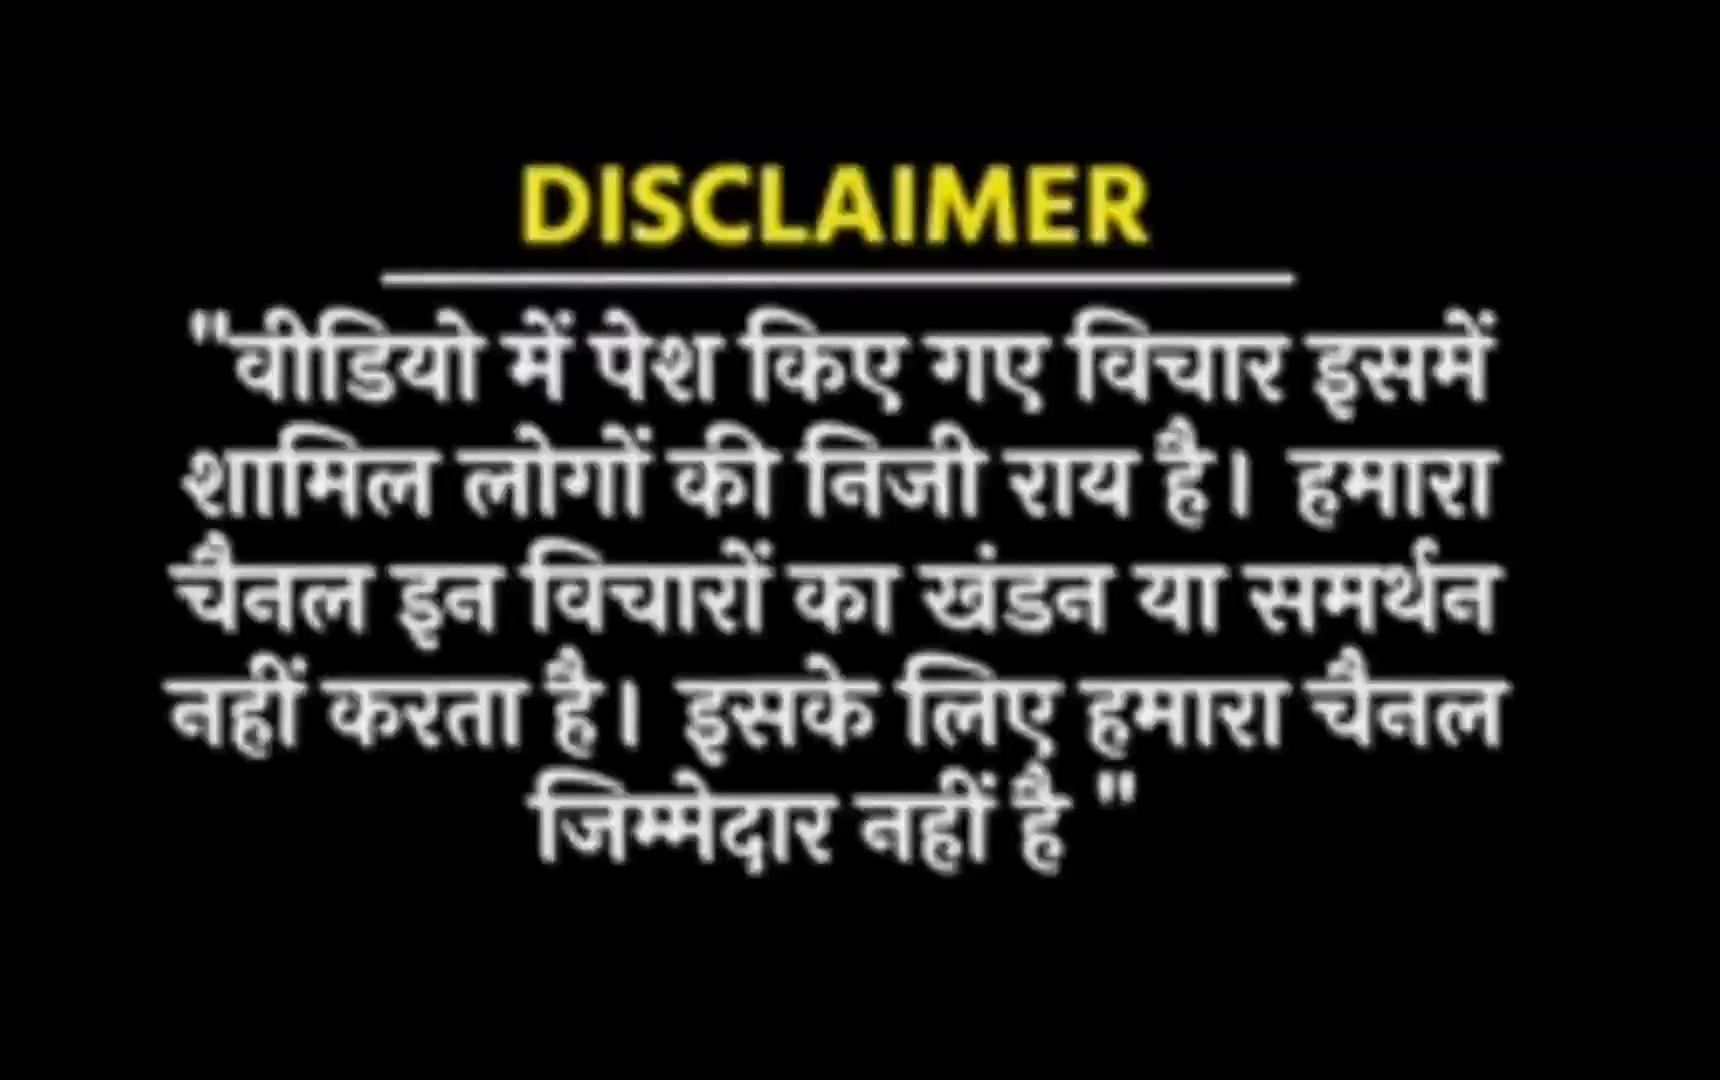 DISCLAIMER
"वीडियो में पेश किए गए विचार इसमें
शामिल लोगों की निजी राय है। हमारा
चैनल इन विचारों का खंडन या समर्थन
नहीं करता है। इसके लिए हमारा चैनल
जिम्मेदार नहीं है "